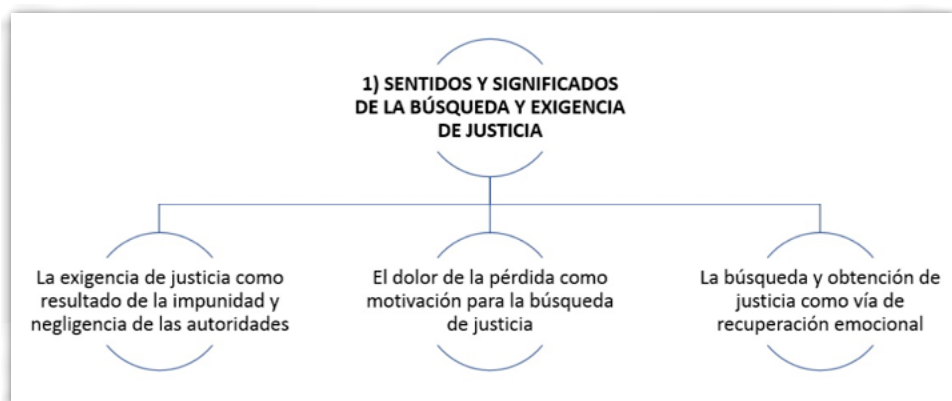 1) SENTIDOS Y SIGNIFICADOS
DE LA BÚSQUEDA Y EXIGENCIA
DE JUSTICIA
La exigencia de justicia como
resultado de la impunidad y
negligencia de las autoridades
El dolor de la pérdida como
motivación para la búsqueda
de justicia
La búsqueda y obtención de
justicia como vía de
recuperación emocional